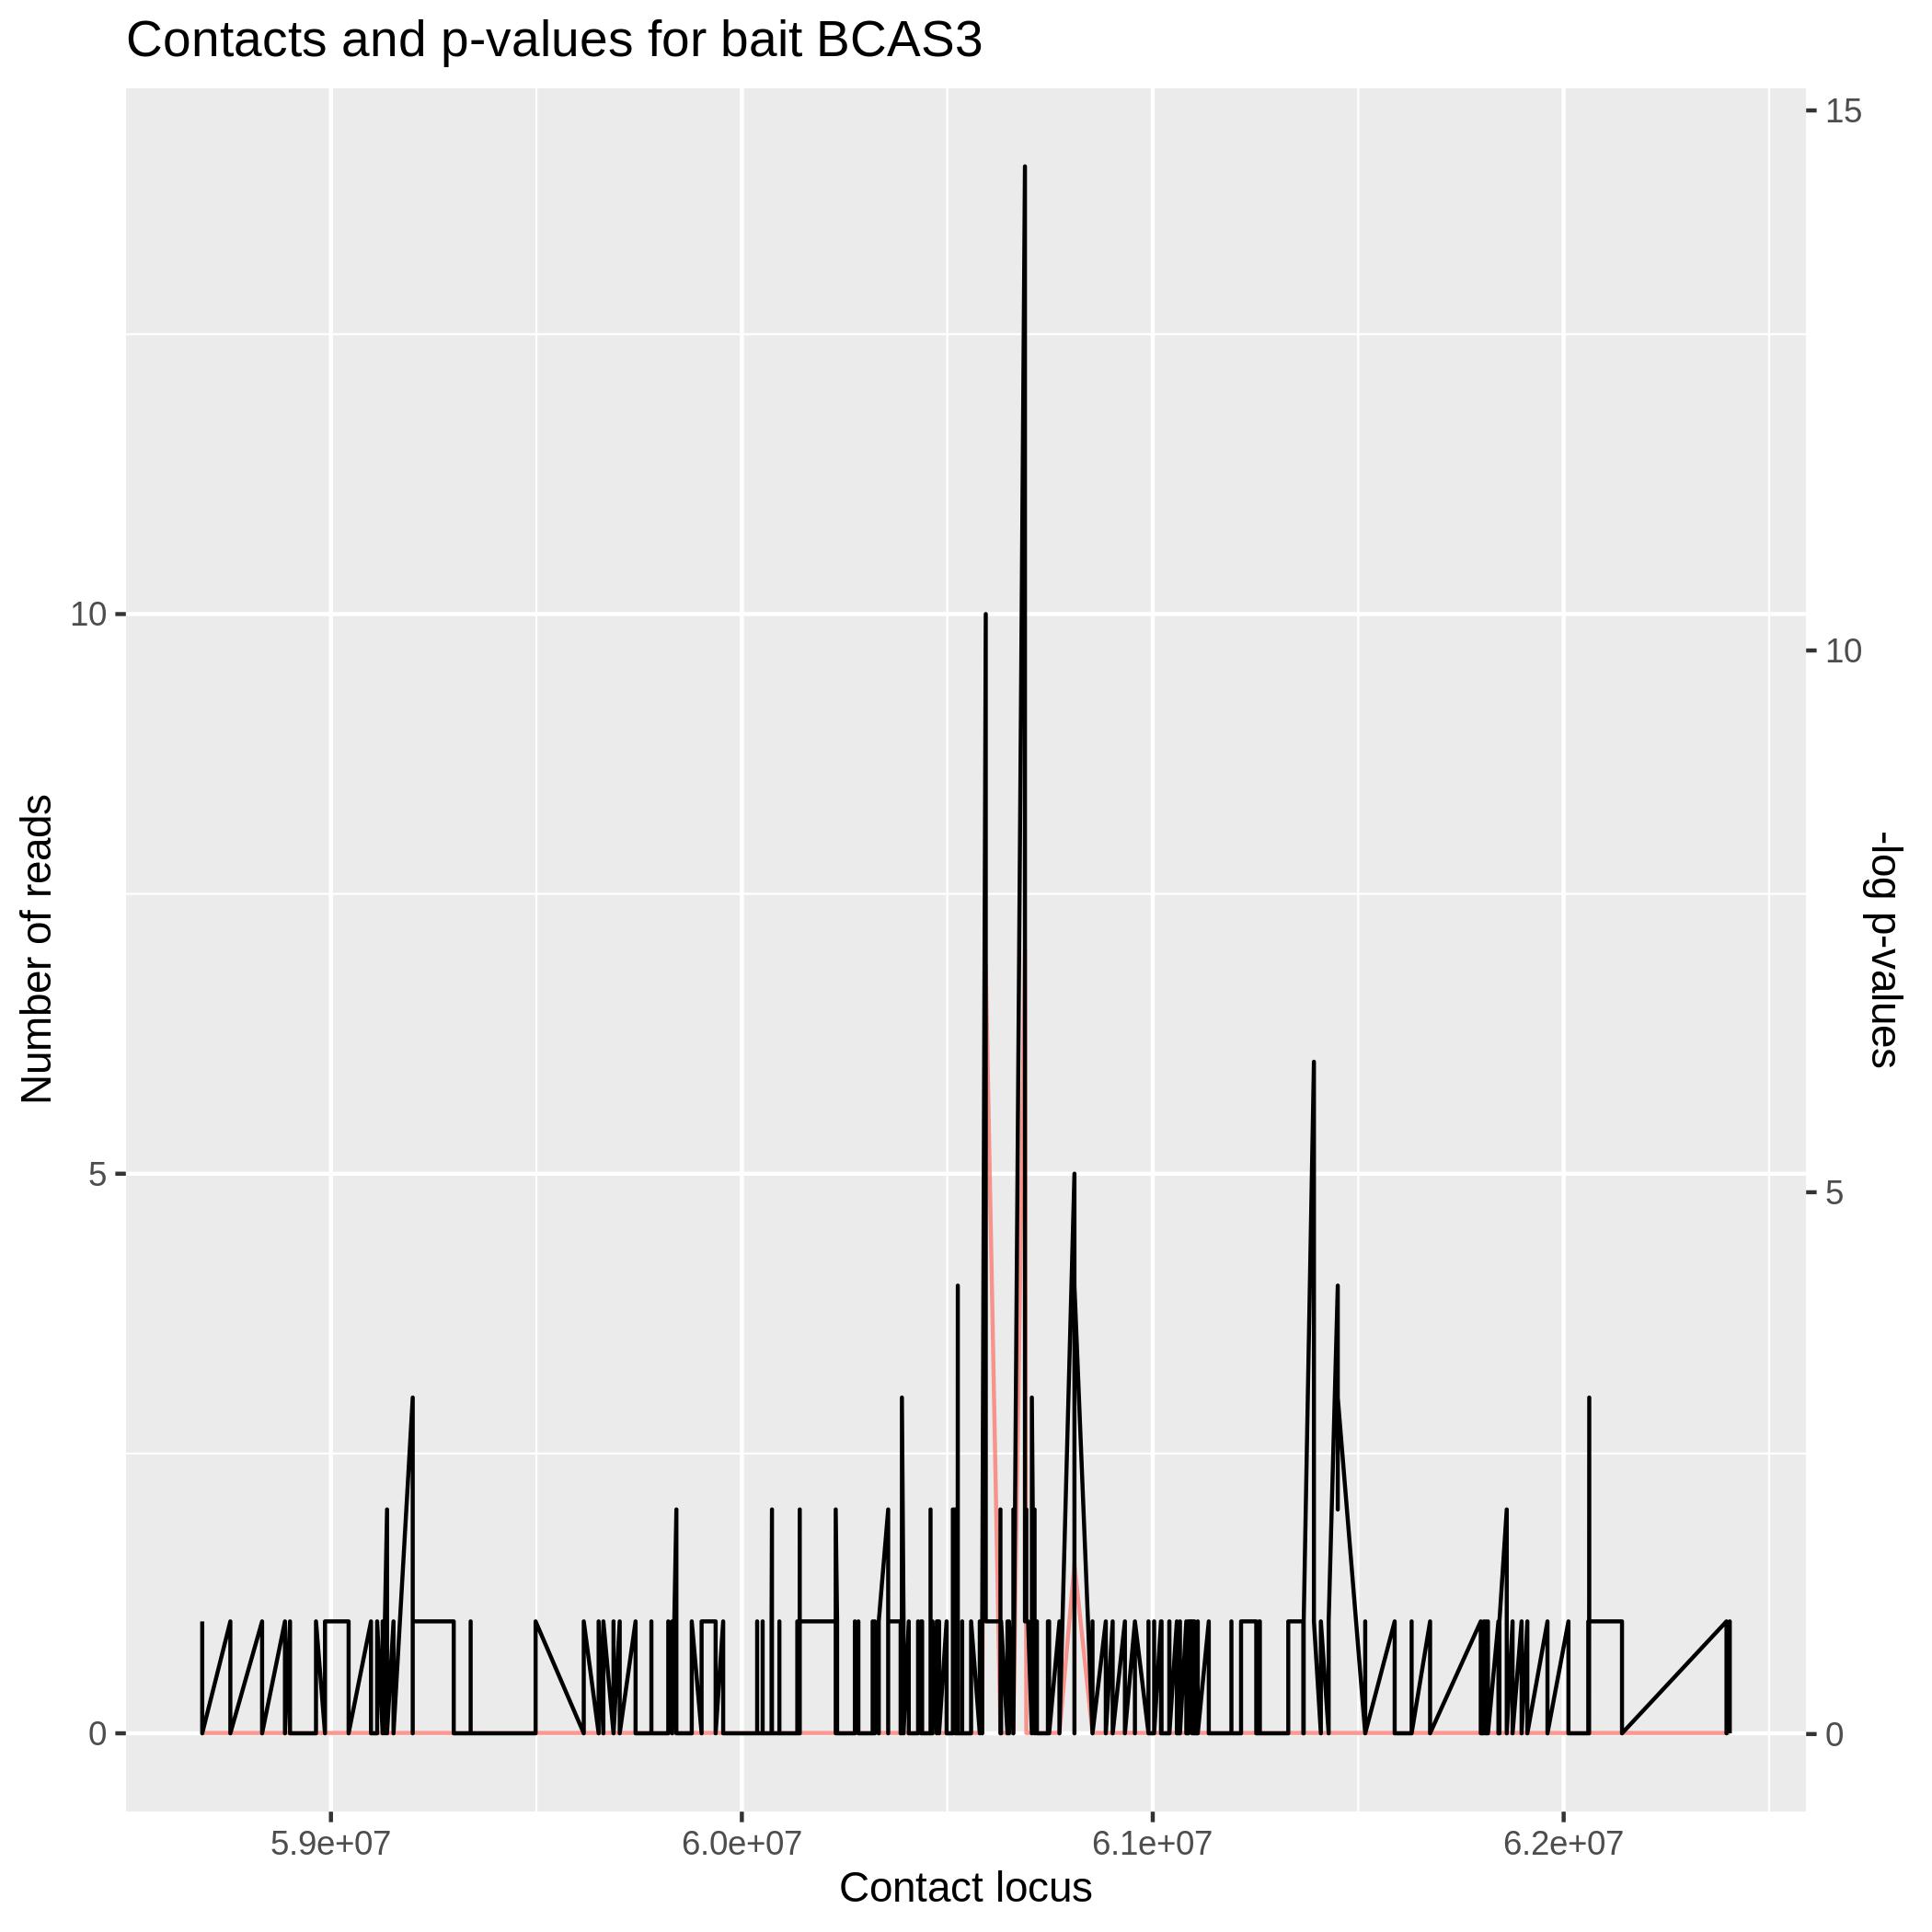 Contacts and p-values for bait BCAS3
15
10
10
5
5
0
0
Number of reads
-log p-values
5.9e+07
6.0e+07
6.1e+07
6.2e+07
Contact locus